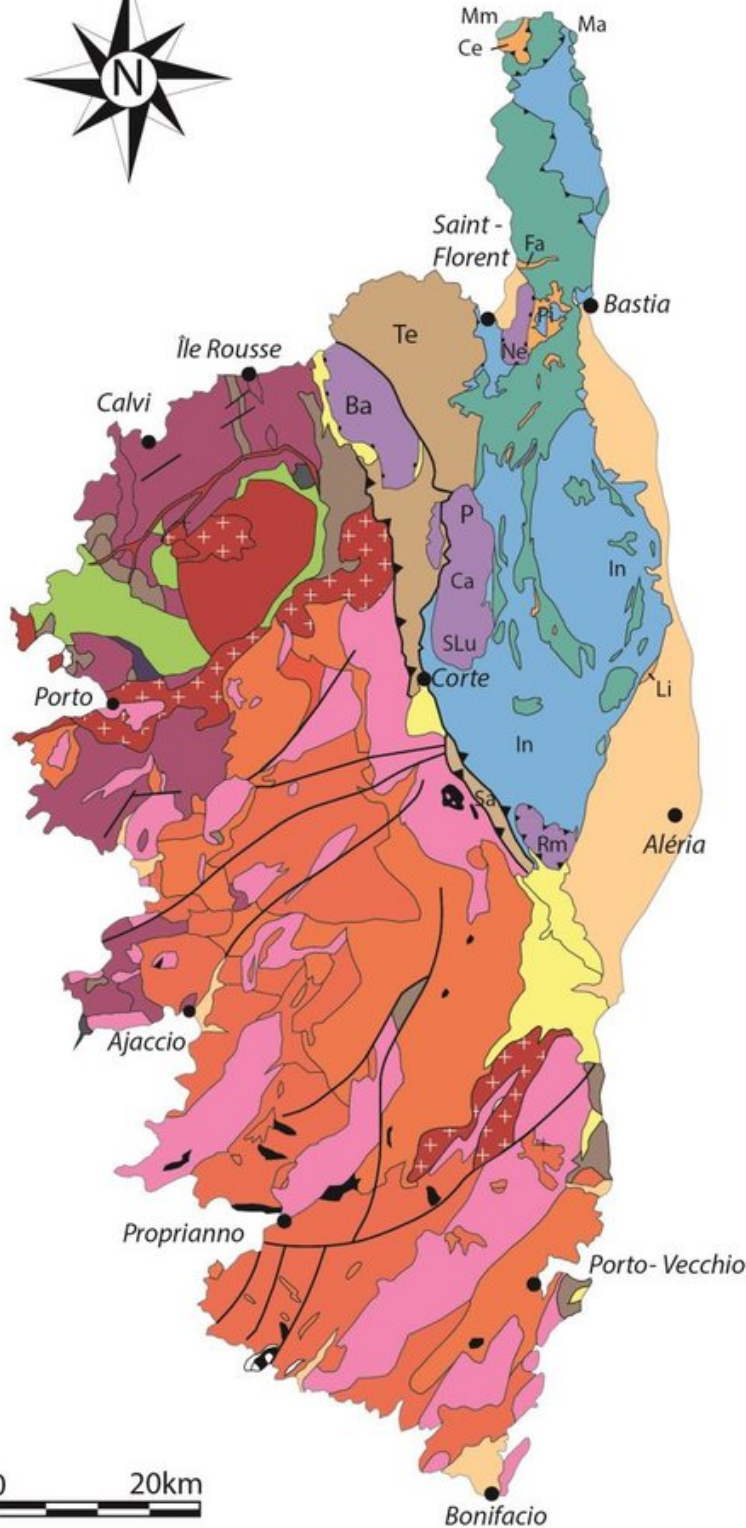 Mm
Ma
Ce
N
Saint -
Florent
Fa
Bastia
Pi
Te
Ne
Île Rousse
Calvi
Ba
P
In
Ca
SLu
Corte
Li
Porto
In
Sa
Rm
Aléria
Ajaccio
Proprianno
Porto- Vecchio
0
20km
Bonifacio